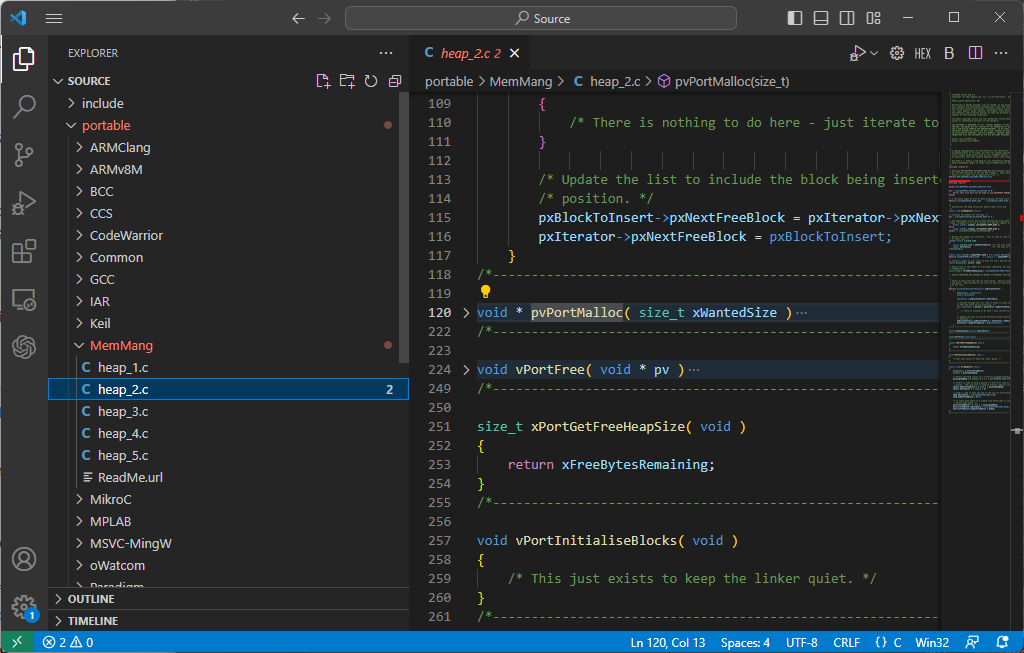 Source
EXPLORER
SOURCE
include
portable
ARMClang
ARMv8M
BCC
CCS
CodeWarrior
Common
GCC
IAR
Keil
MemMang
C heap_1.c
C heap_2.c 2
C heap_3.c
C heap_4.c
C heap_5.c
ReadMe.url
MikroC
MPLAB
MSVC-MingW
oWatcom
Paradigm
OUTLINE
TIMELINE
1
C heap_2.c 2
HEX B
portable > MemMang > C heap_2.c > pvPortMalloc(size_t)
109 {
110 /* There is nothing to do here - just iterate to
111 }
112
113 /* Update the list to include the block being insert
114 /* position. */
115 pxBlockToInsert->pxNextFreeBlock = pxIterator->pxNex
116 pxIterator->pxNextFreeBlock = pxBlockToInsert;
117 }
118 /*-----------------------------------------------------------
119
120 void * pvPortMalloc( size_t xWantedSize )···
222 /*-----------------------------------------------------------
223
224 void vPortFree( void * pv )···
249 /*-----------------------------------------------------------
250
251 size_t xPortGetFreeHeapSize( void )
252 {
253 return xFreeBytesRemaining;
254 }
255 /*-----------------------------------------------------------
256
257 void vPortInitialiseBlocks( void )
258 {
259 /* This just exists to keep the linker quiet. */
260 }
261 /*-----------------------------------------------------------
2 0 Ln 120, Col 13 Spaces: 4 UTF-8 CRLF {} C Win32